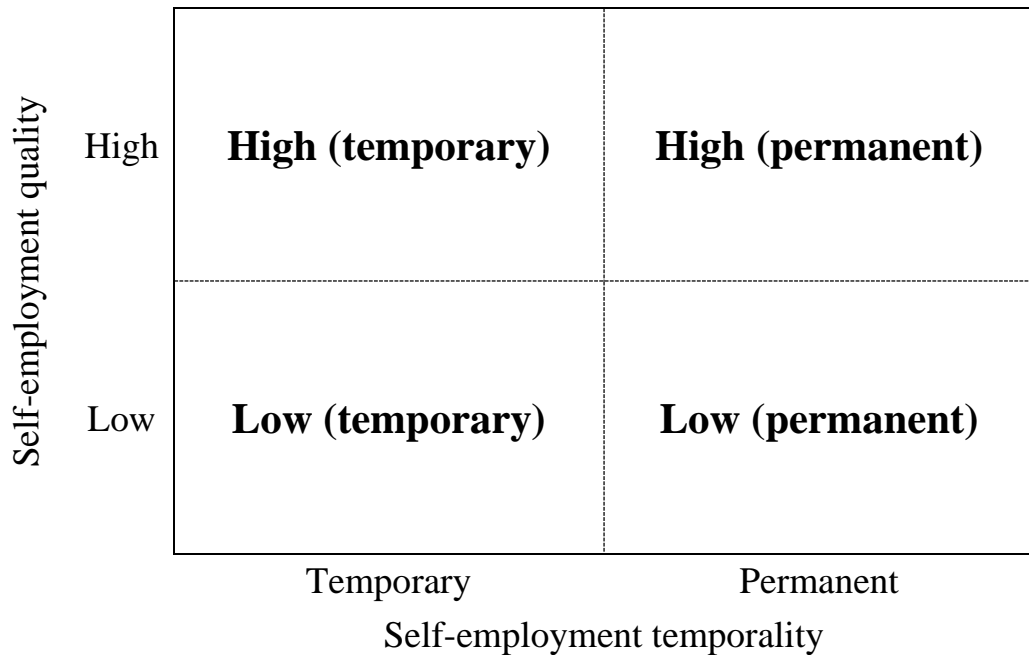 Self-employment quality
High
High (temporary)
High (permanent)
Low
Low (temporary)
Low (permanent)
Temporary
Permanent
Self-employment temporality